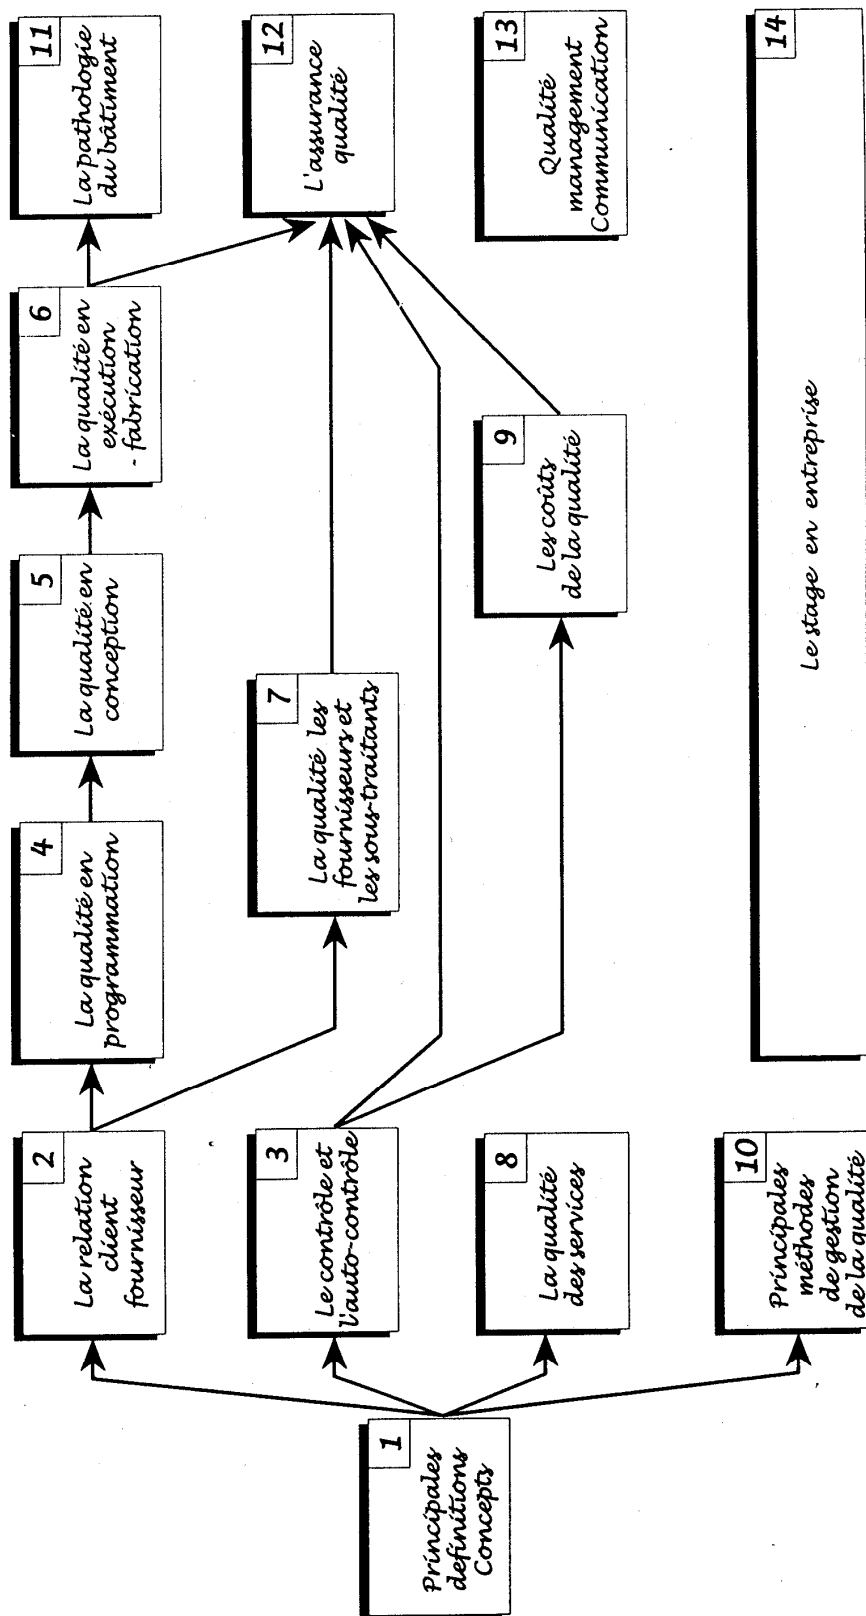 1
Principales
definitions
Concepts
2
La relation
client
fournisseur
3
Le contrôle et
l'auto-contrôle
8
La qualité
des services
10
Principales
méthodes
de gestion
de la qualité
4
La qualité en
programmation
5
La qualité en
conception
6
La qualité en
exécution
- fabrication
11
La pathologie
du bâtiment
7
La qualité les
fournisseurs et
les sous-traitants
12
L'assurance
qualité
9
Les coûts
de la qualité
13
Qualité
management
Communication
14
Le stage en entreprise